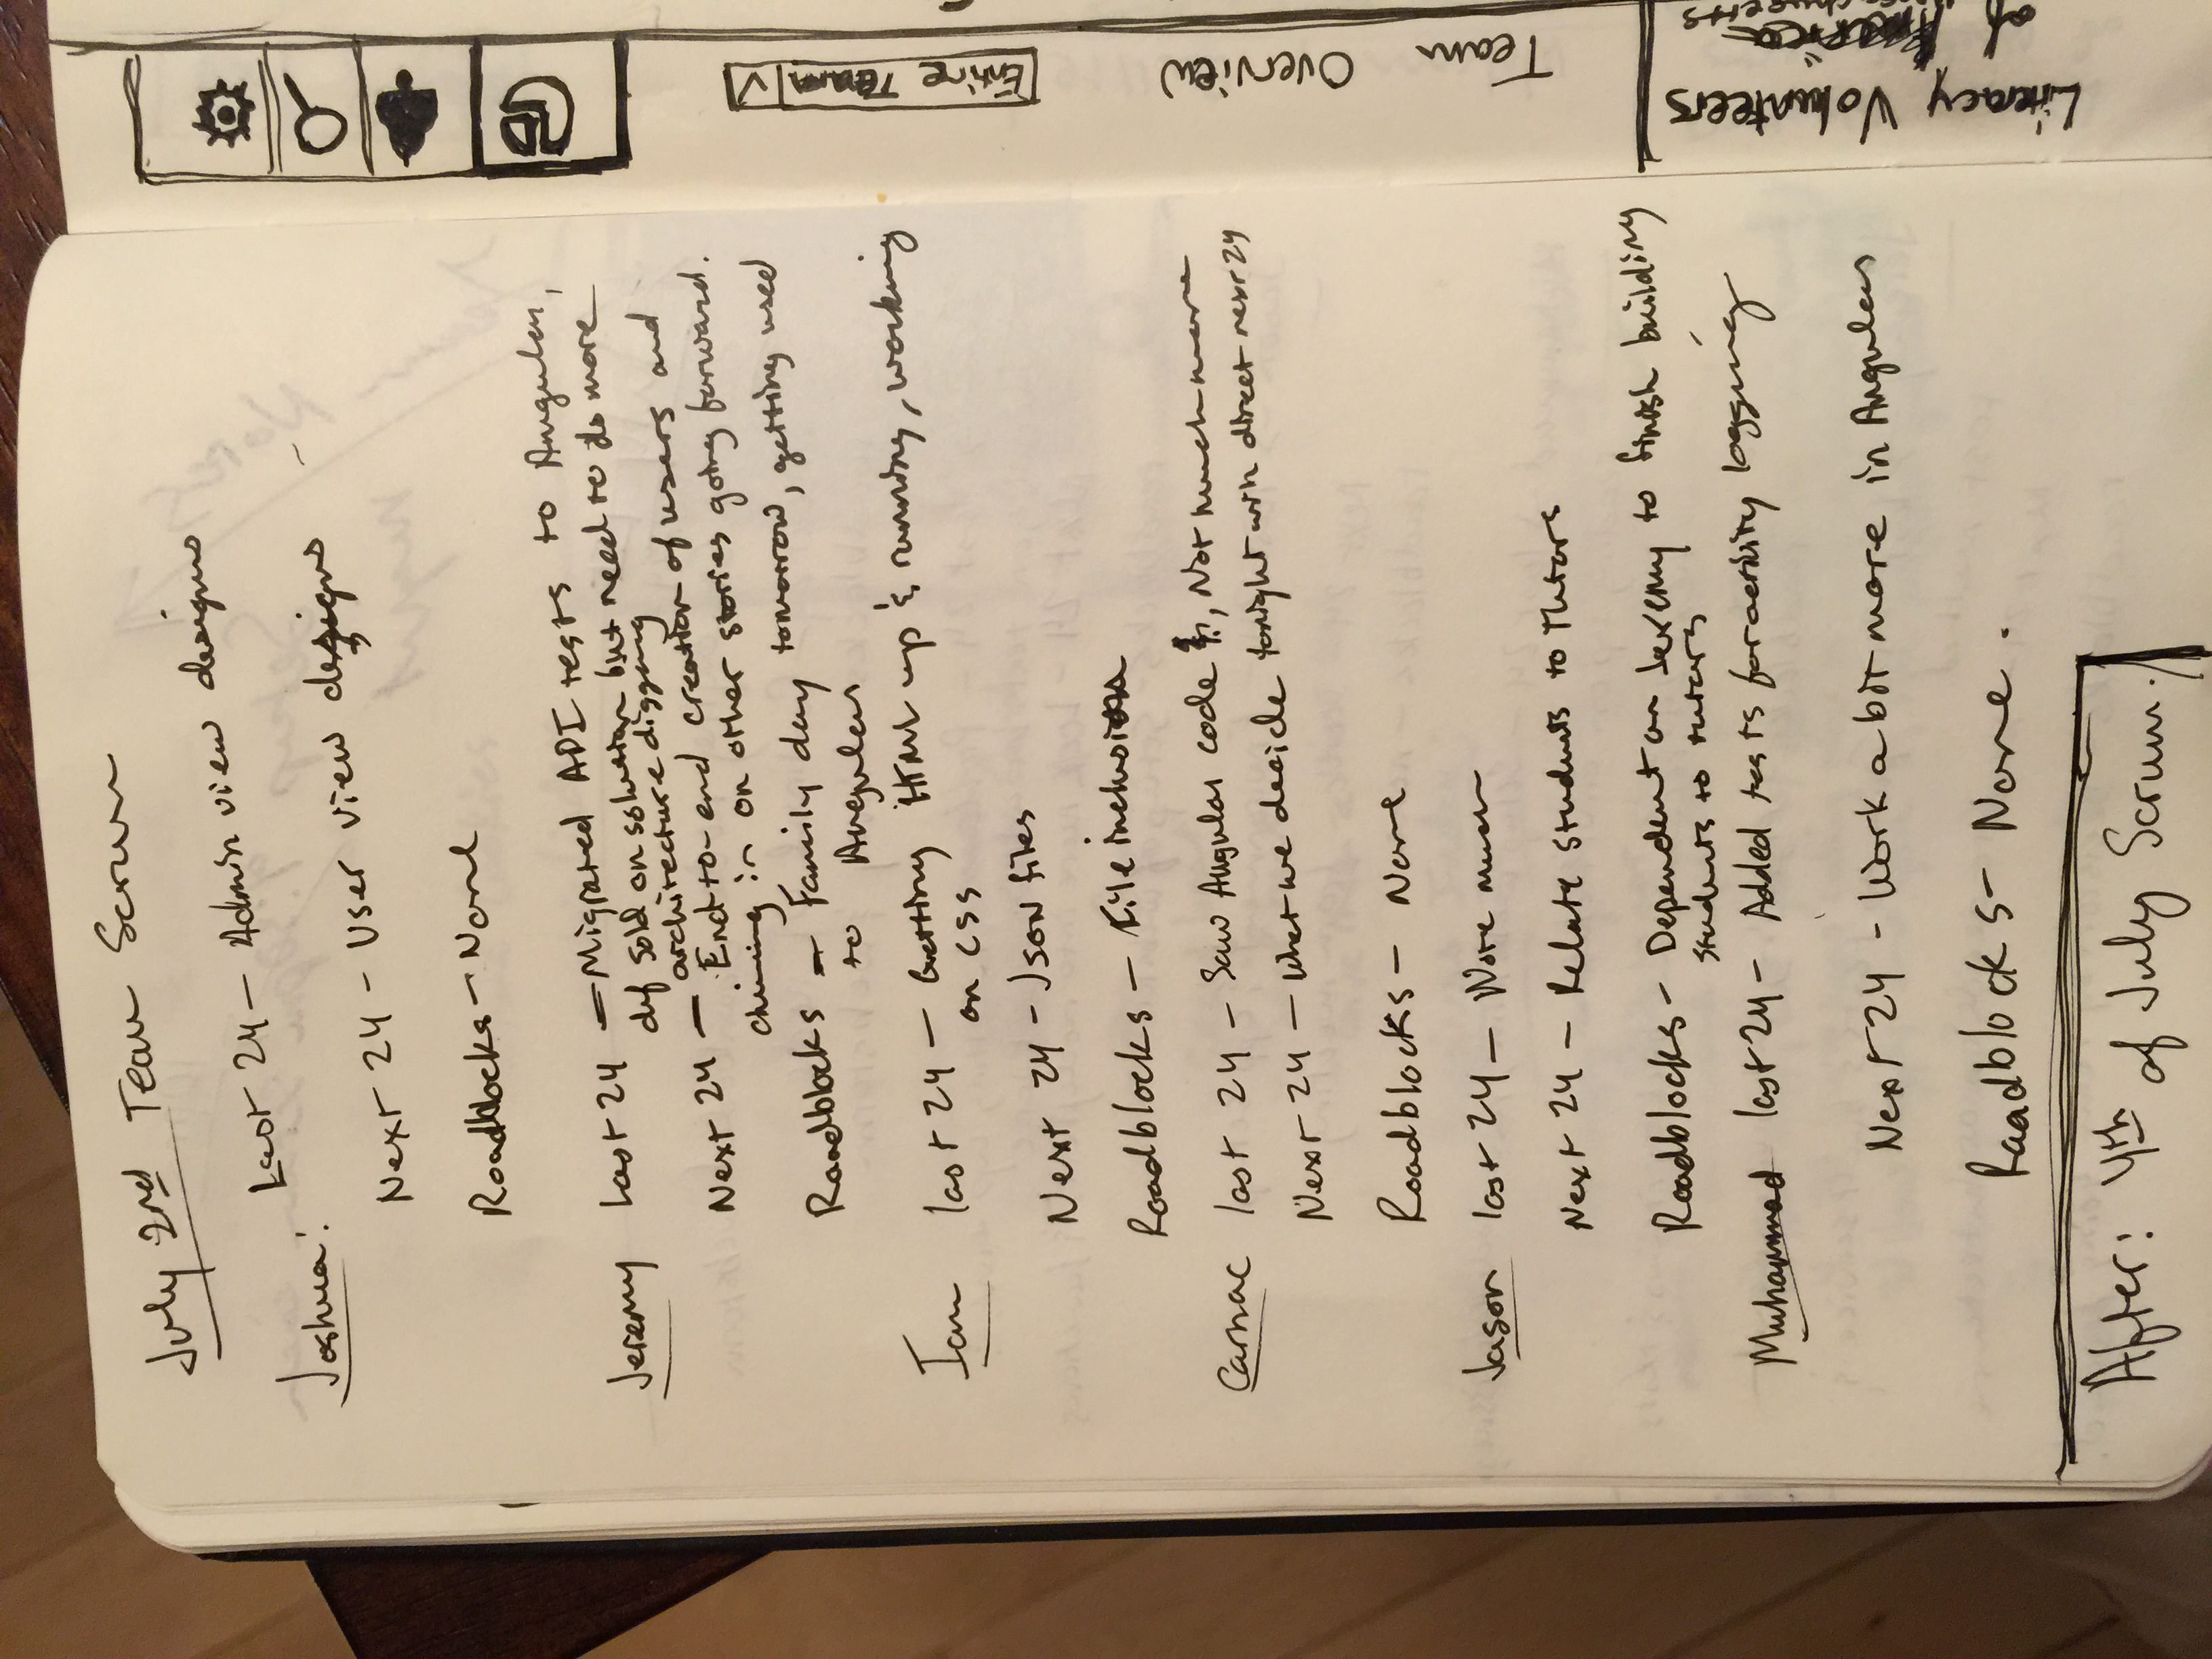 July 2nd Team Scrum
Joshua: Last 24 - Admin view designs
Next 24 - User view designs
Roadblocks - None
Jeremy Last 24 - Migrated API tests to Angular,
def sold on solution but need to do more
architecture digging
Next 24 - End-to-end creation of users and
chiming in on other stories going forward.
Roadblocks - Family day tomorrow, getting used
to Angular
Ian last 24 - Getting HTML up & running, working
on CSS
Next 24 - JSON files
Roadblocks - File inclusion
Carnac last 24 - Saw Angular code, Not much more
Next 24 - What we decide tonight with direct next 24
Roadblocks - None
Jason last 24 - Note much
Next 24 - Relate students to Tutors
Roadblocks - Dependent on Jeremy to finish building
students to tutors
Muhammad last 24 - Added tests for activity logging
Next 24 - Work a bit more in Angular
Roadblocks - None.
After: 4th of July Scrum.
Entire Team
Team Overview
Literacy Volunteers
of